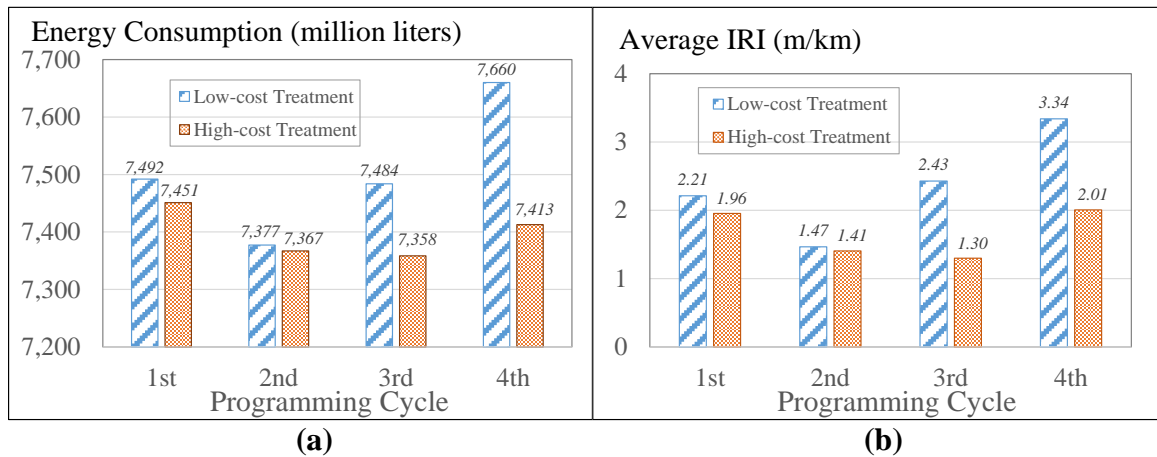 Energy Consumption (million liters)
7,700
7,600
7,500
7,400
7,300
7,200
Low-cost Treatment
High-cost Treatment
7,492
7,451
7,377
7,367
7,484
7,358
7,660
7,413
1st 2nd 3rd 4th
Programming Cycle
(a)
Average IRI (m/km)
4
3
2
1
0
Low-cost Treatment
High-cost Treatment
2.21
1.96
1.47
1.41
2.43
1.30
3.34
2.01
1st 2nd 3rd 4th
Programming Cycle
(b)